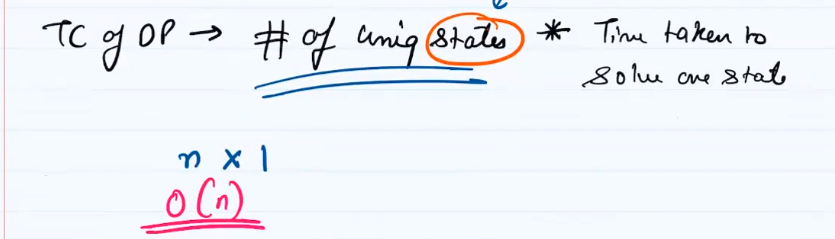 TC of DP → # of uniq states * Time taken to
solve one state
n × 1
O(n)